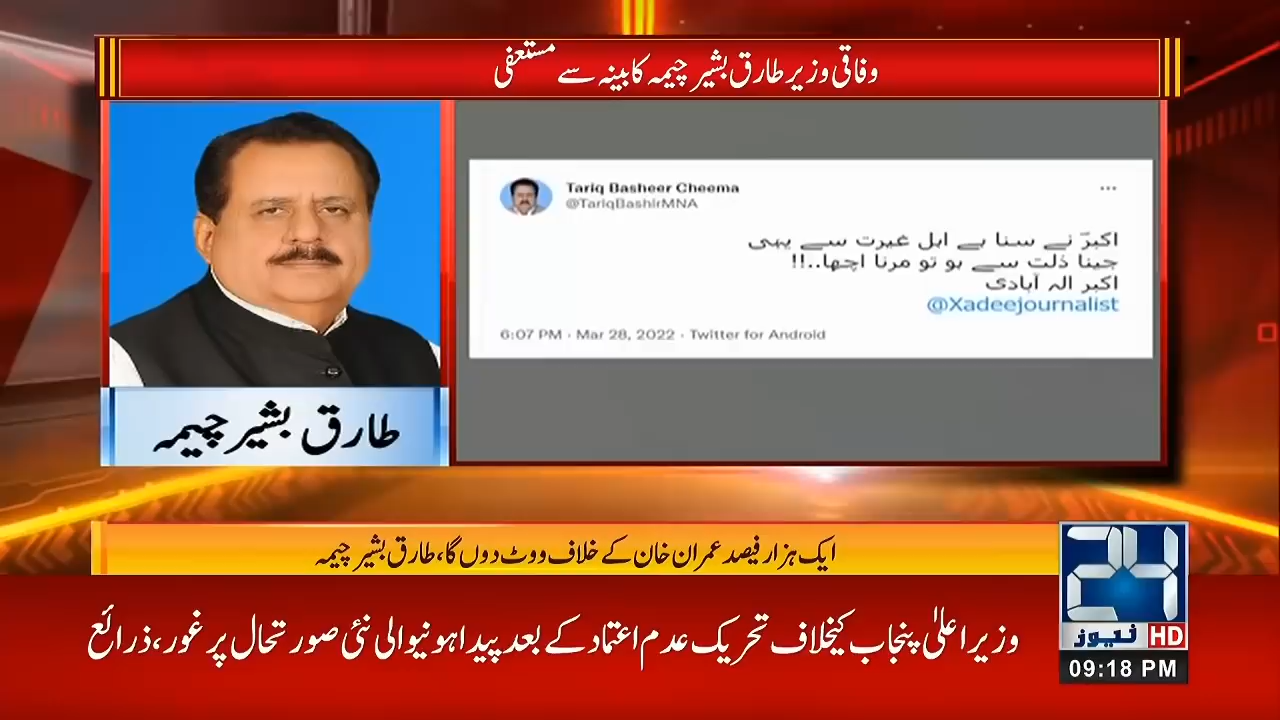 وفاقی وزیر طارق بشیر چیمہ کابینہ سے مستعفی
Tariq Basheer Cheema
@TariqBashirMNA
اکبرؔ نے سنا ہے اہل غیرت سے یہی
جینا ذلت سے ہو تو مرنا اچھا..!!
اکبر الہ آبادی
@Xadeejournalist
6:07 PM · Mar 28, 2022 · Twitter for Android
طارق بشیر چیمہ
ایک ہزار فیصد عمران خان کے خلاف ووٹ دوں گا، طارق بشیر چیمہ
وزیر اعلیٰ پنجاب کیخلاف تحریک عدم اعتماد کے بعد پیدا ہونیوالی نئی صورتحال پر غور، ذرائع
24
نیوز HD
09:18 PM